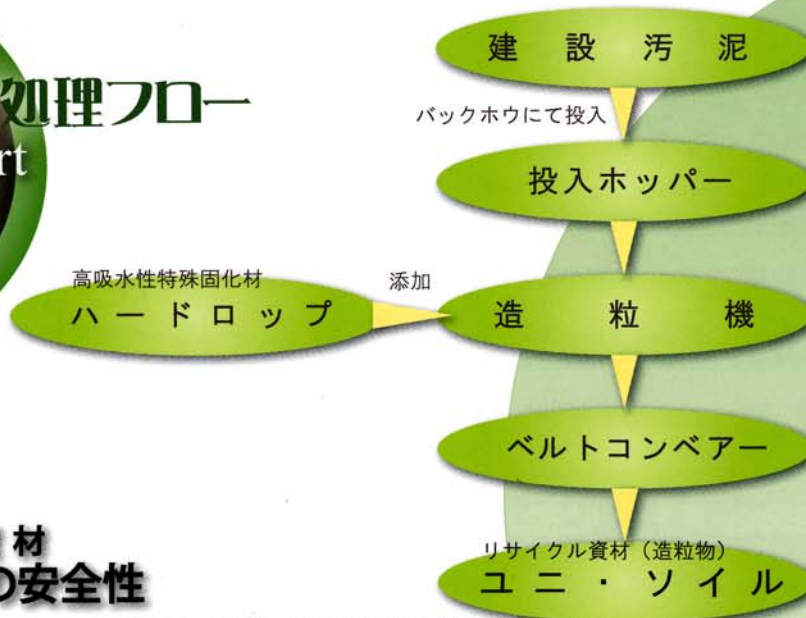 処理フロー
rt
建設汚泥
バックホウにて投入
投入ホッパー
高吸水性特殊固化材
ハードロップ
添加
造粒機
ベルトコンベアー
リサイクル資材（造粒物）
ユニ・ソイル
材
の安全性